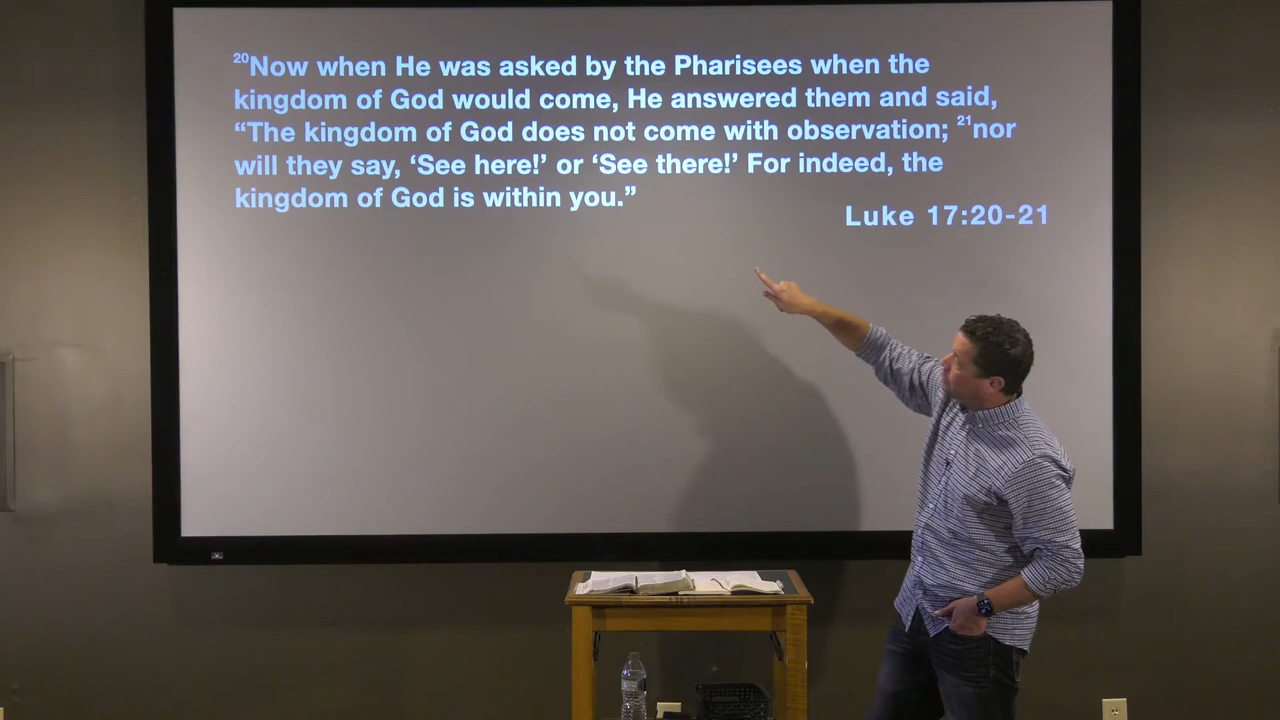 ²⁰Now when He was asked by the Pharisees when the
kingdom of God would come, He answered them and said,
“The kingdom of God does not come with observation; ²¹nor
will they say, ‘See here!’ or ‘See there!’ For indeed, the
kingdom of God is within you.”
Luke 17:20-21